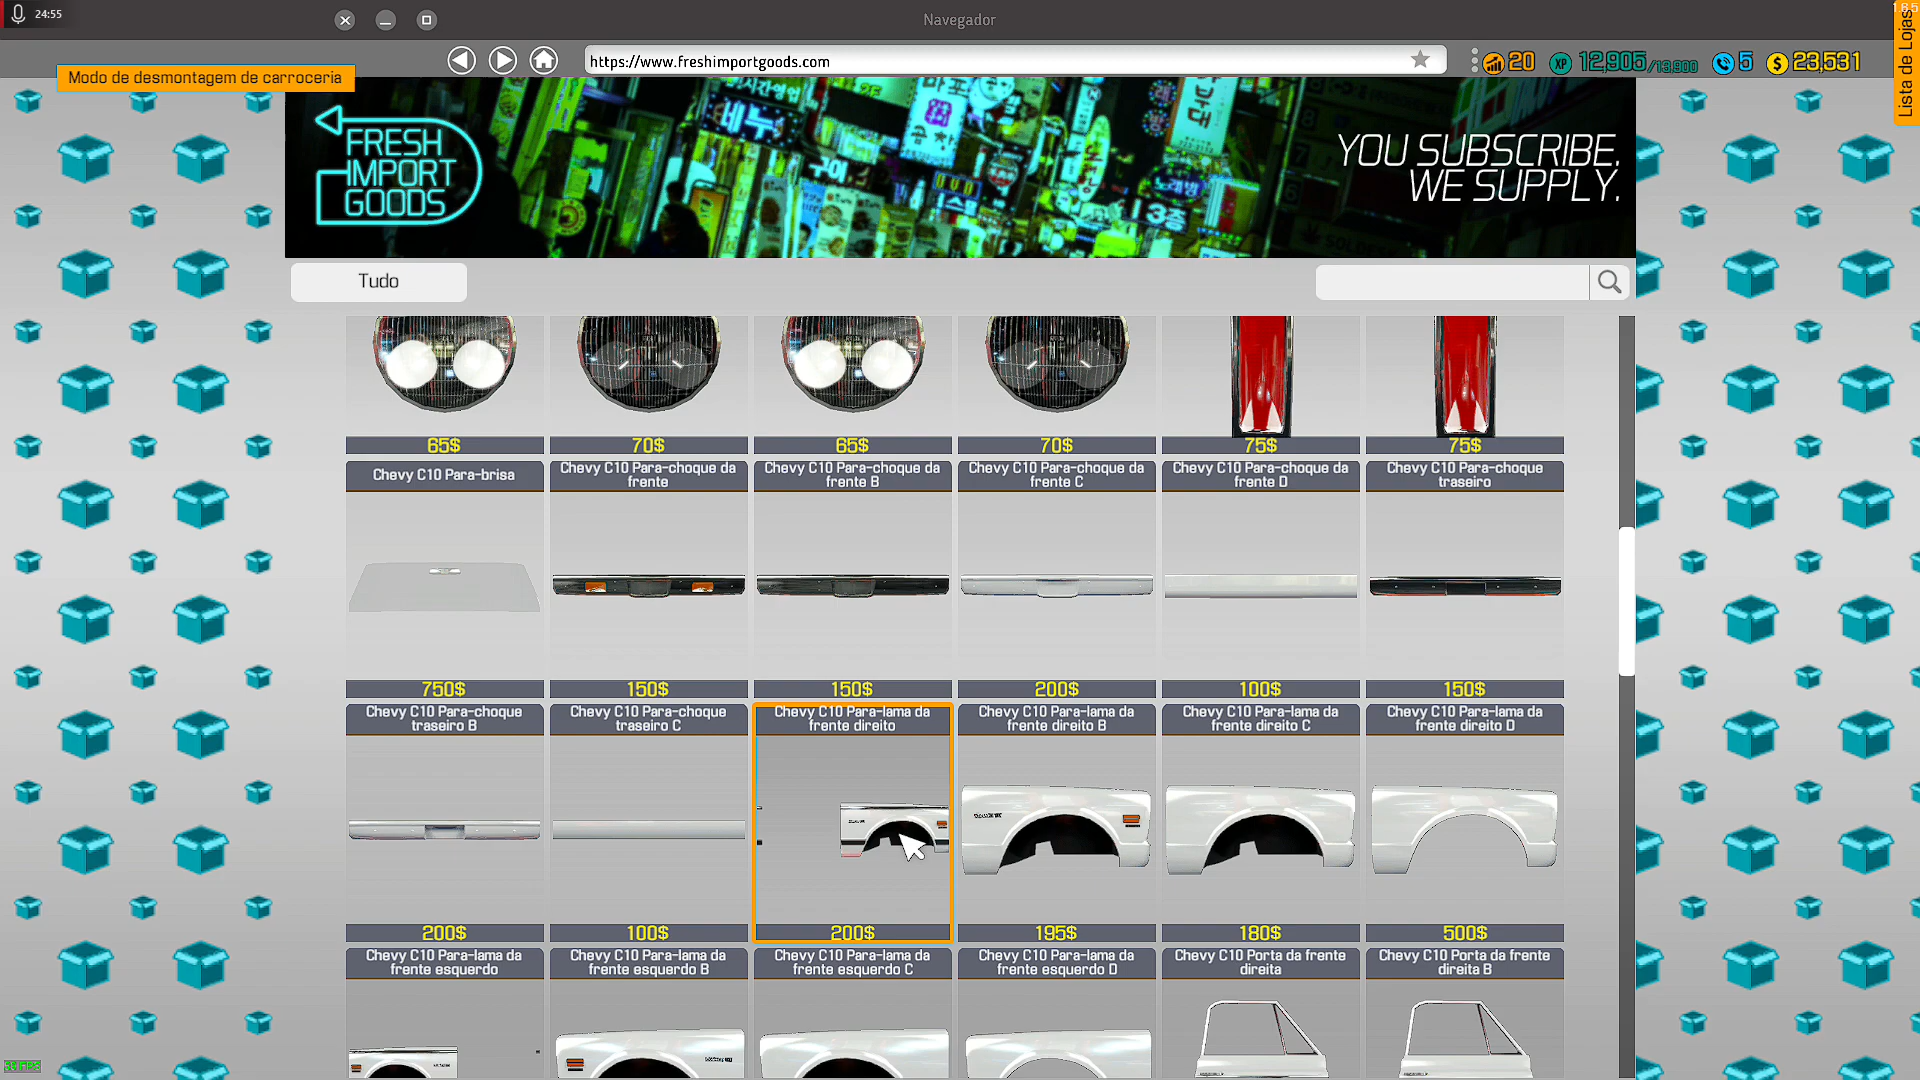 24:55
Navegador
Modo de desmontagem de carroceria
https://www.freshimportgoods.com
20
XP
12,905/13,900
5
$
23,531
Lista de Lojas
FRESH
IMPORT
GOODS
YOU SUBSCRIBE.
WE SUPPLY.
Tudo
65$
70$
65$
70$
75$
75$
Chevy C10 Para-brisa
Chevy C10 Para-choque da
frente
Chevy C10 Para-choque da
frente B
Chevy C10 Para-choque da
frente C
Chevy C10 Para-choque da
frente D
Chevy C10 Para-choque
traseiro
750$
150$
150$
200$
100$
150$
Chevy C10 Para-choque
traseiro B
Chevy C10 Para-choque
traseiro C
Chevy C10 Para-lama da
frente direito
Chevy C10 Para-lama da
frente direito B
Chevy C10 Para-lama da
frente direito C
Chevy C10 Para-lama da
frente direito D
200$
100$
200$
195$
180$
500$
Chevy C10 Para-lama da
frente esquerdo
Chevy C10 Para-lama da
frente esquerdo B
Chevy C10 Para-lama da
frente esquerdo C
Chevy C10 Para-lama da
frente esquerdo D
Chevy C10 Porta da frente
direita
Chevy C10 Porta da frente
direita B